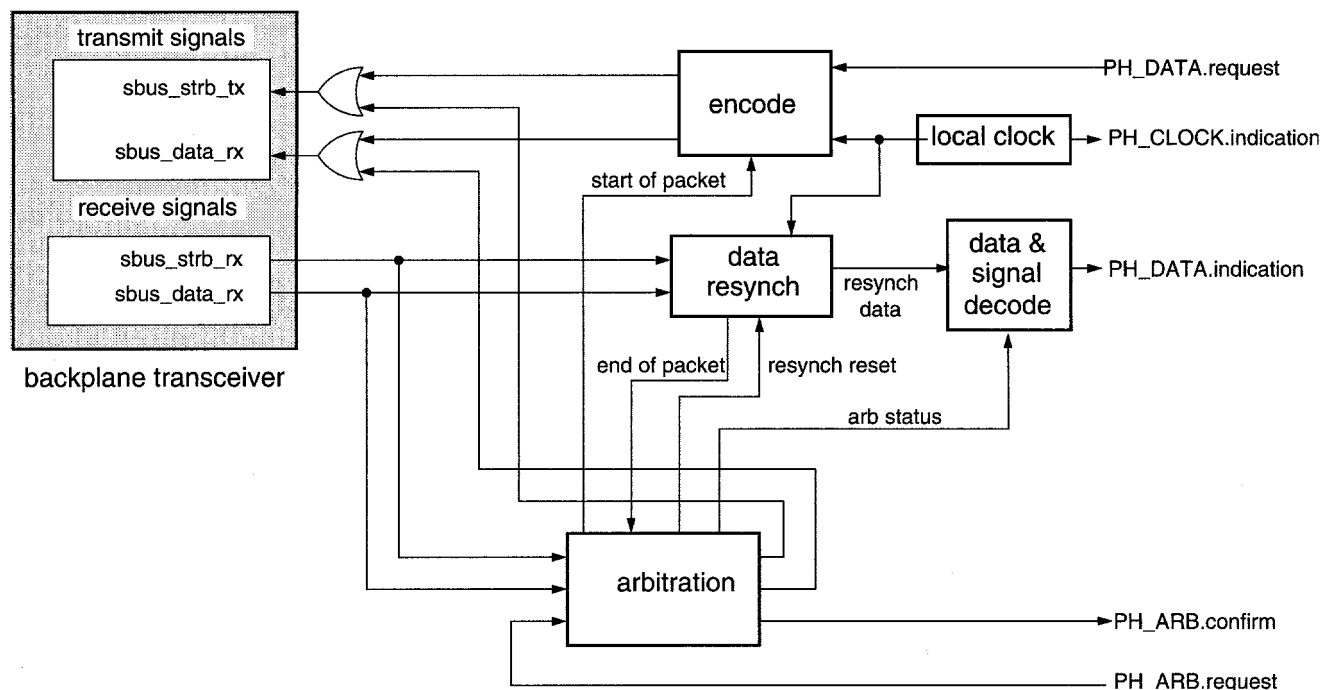 transmit signals
sbus_strb_tx
sbus_data_rx
receive signals
sbus_strb_rx
sbus_data_rx
backplane transceiver
encode
PH_DATA.request
local clock
PH_CLOCK.indication
start of packet
data
resynch
resynch
data
data &
signal
decode
PH_DATA.indication
end of packet
resynch reset
arb status
arbitration
PH_ARB.confirm
PH_ARB.request